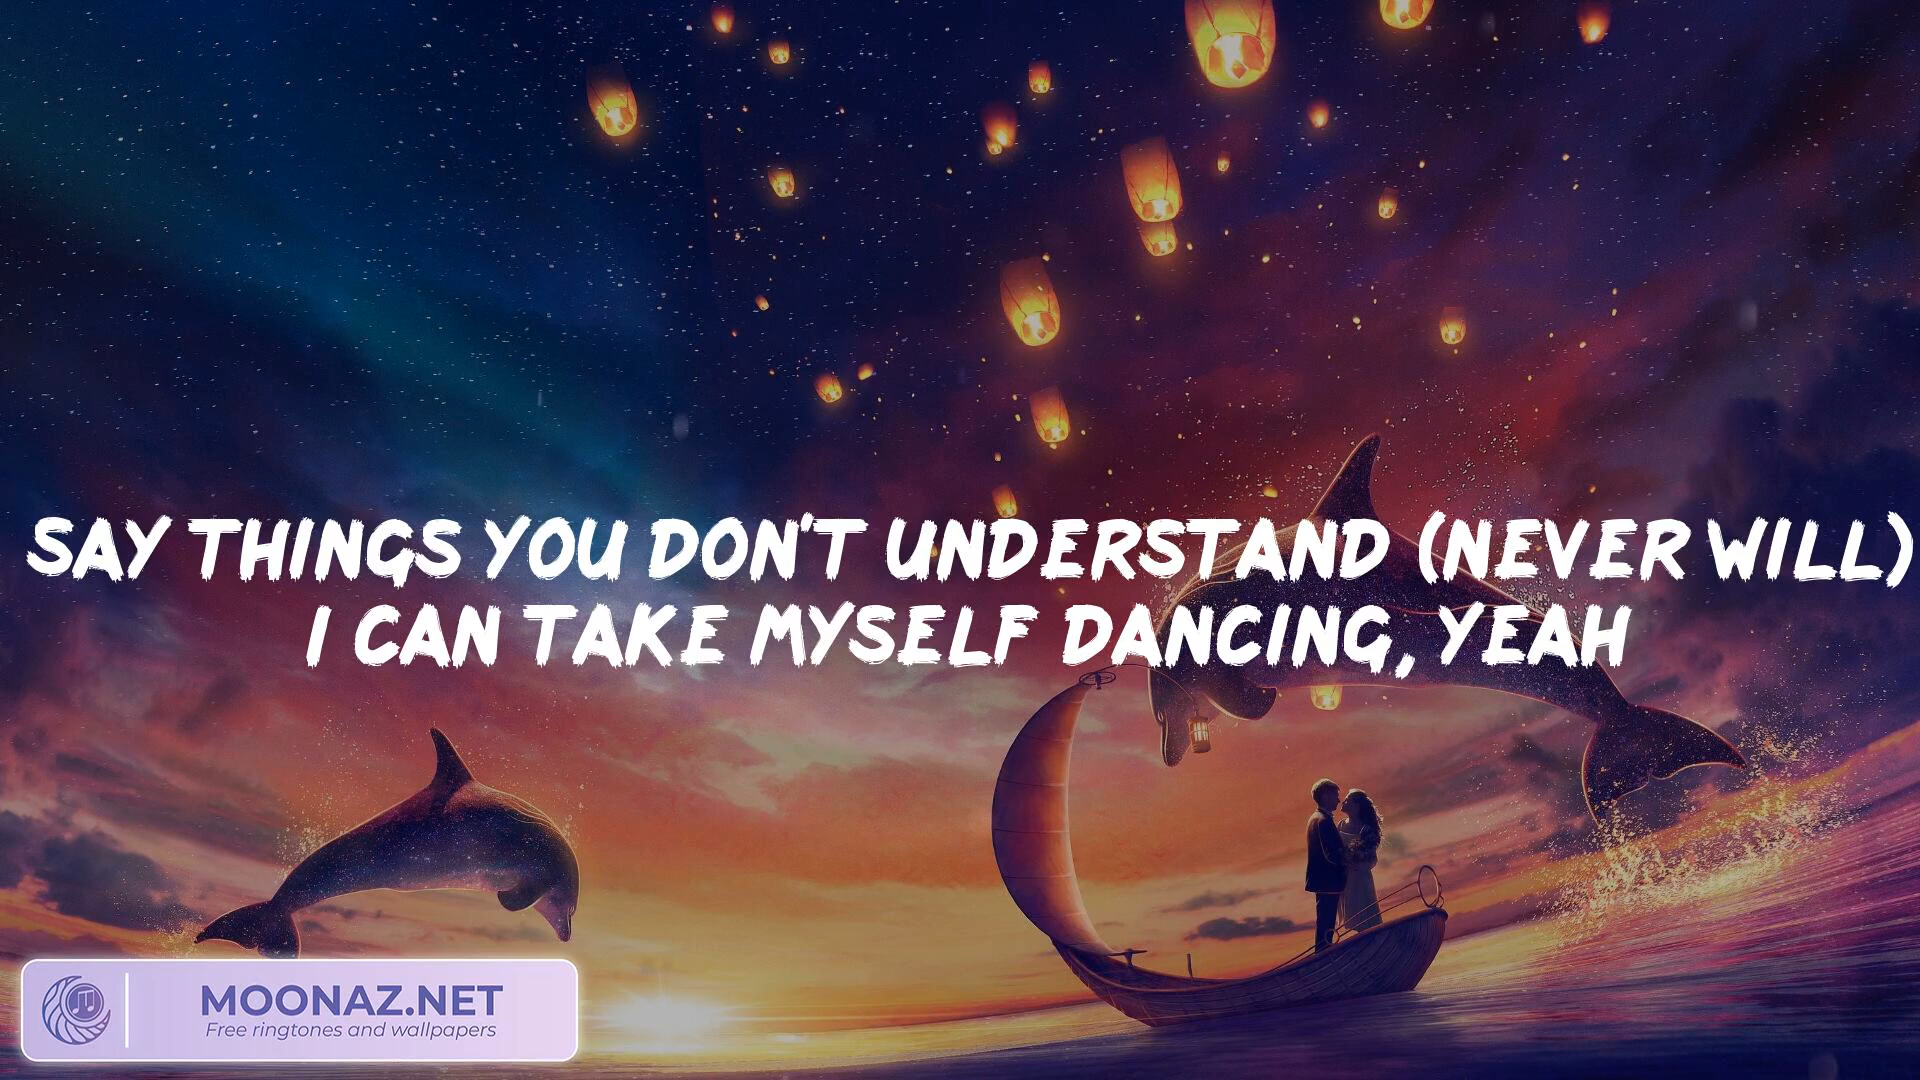 SAY THINGS YOU DON'T UNDERSTAND (NEVER WILL)
I CAN TAKE MYSELF DANCING, YEAH
MOONAZ.NET
Free ringtones and wallpapers